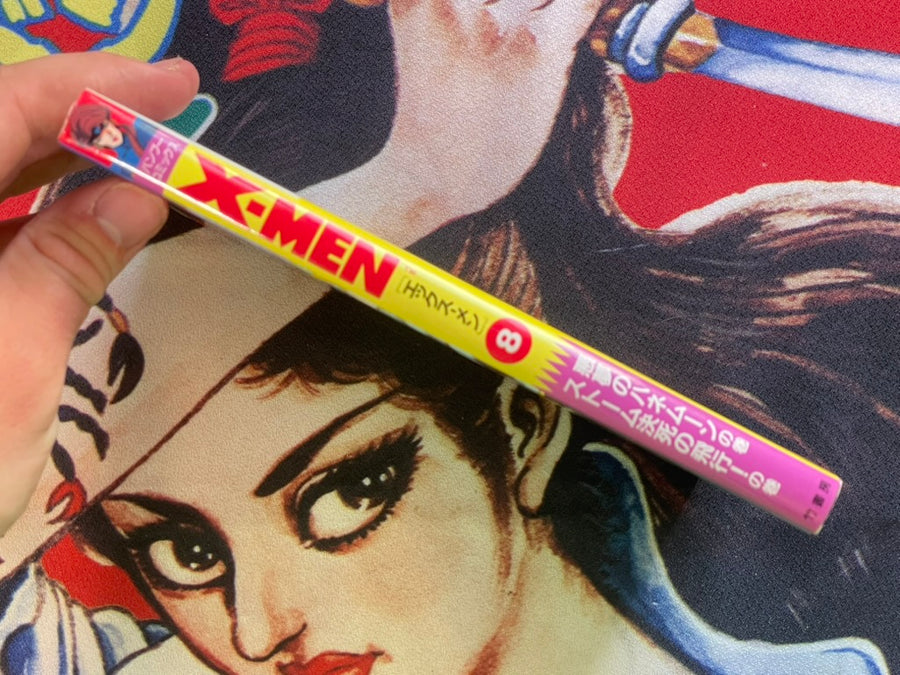 バンブー
コミックス
X-MEN
[エックス・メン]
8
悪夢のハネムーンの巻
ストーム決死の飛行!の巻
竹書房